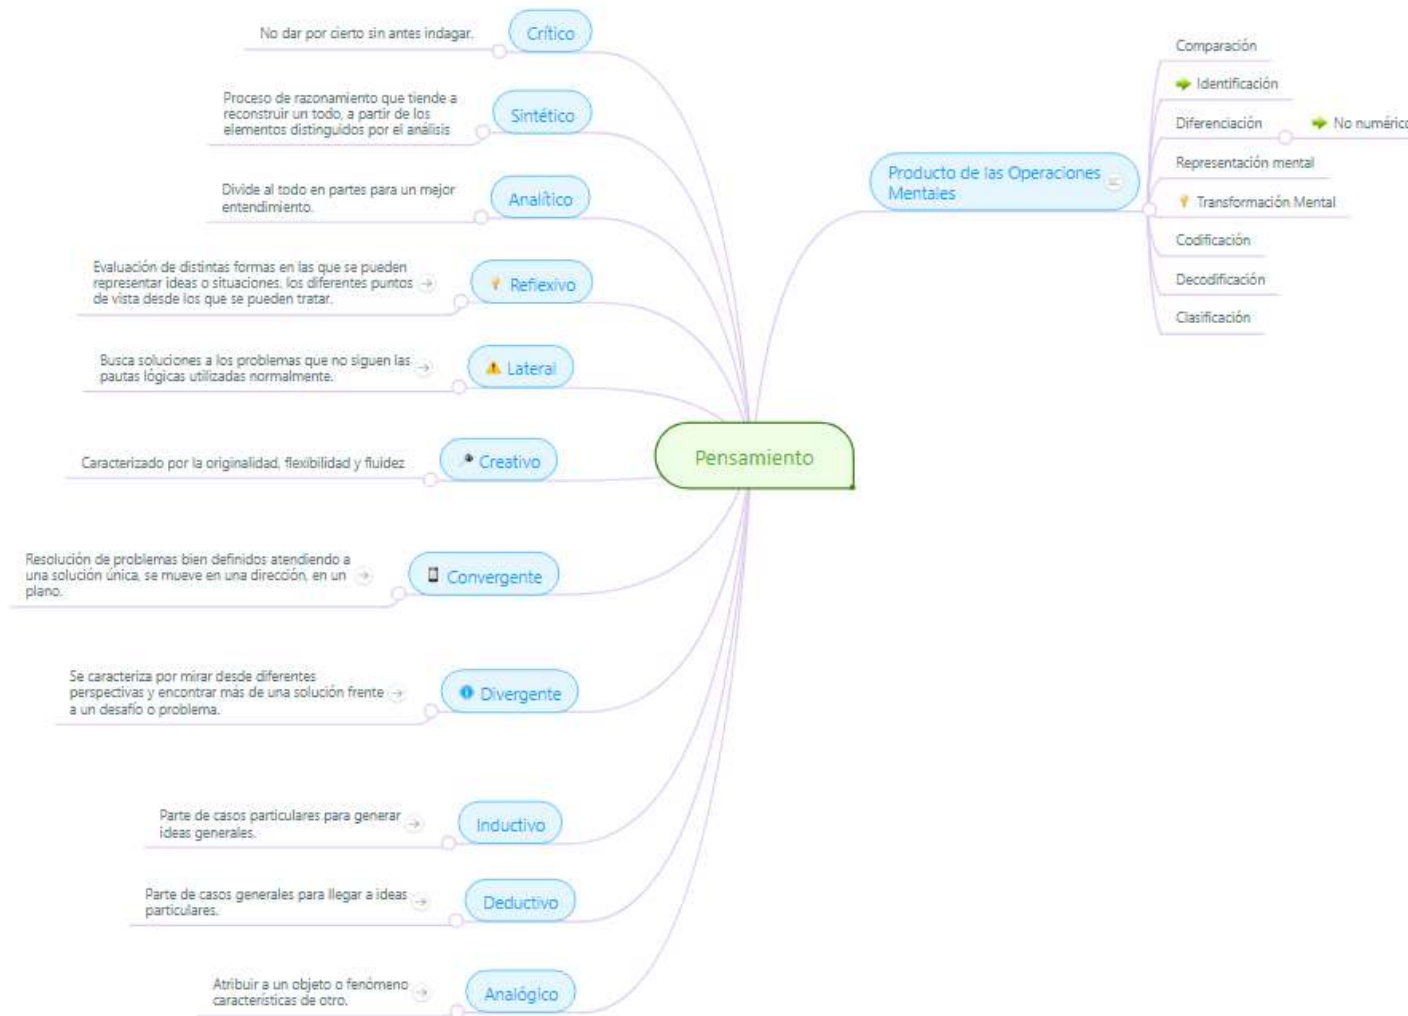 Crítico
No dar por cierto sin antes indagar.
Sintético
Proceso de razonamiento que tiende a
reconstruir un todo, a partir de los
elementos distinguidos por el análisis
Analítico
Divide al todo en partes para un mejor
entendimiento.
Reflexivo
Evaluación de distintas formas en las que se pueden
representar ideas o situaciones, los diferentes puntos
de vista desde los que se pueden tratar.
Lateral
Busca soluciones a los problemas que no siguen las
pautas lógicas utilizadas normalmente.
Creativo
Caracterizado por la originalidad, flexibilidad y fluidez
Convergente
Resolución de problemas bien definidos atendiendo a
una solución única, se mueve en una dirección, en un
plano.
Divergente
Se caracteriza por mirar desde diferentes
perspectivas y encontrar más de una solución frente
a un desafío o problema.
Inductivo
Parte de casos particulares para generar
ideas generales.
Deductivo
Parte de casos generales para llegar a ideas
particulares.
Analógico
Atribuir a un objeto o fenómeno
características de otro.
Pensamiento
Producto de las Operaciones
Mentales
Comparación
Identificación
Diferenciación
No numérico
Representación mental
Transformación Mental
Codificación
Decodificación
Clasificación